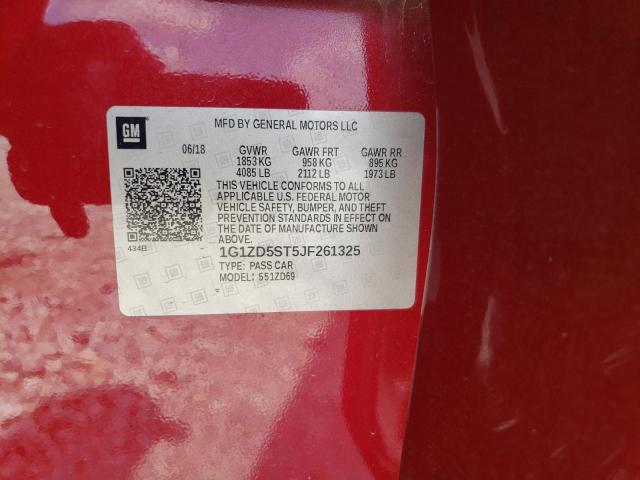 GM
MFD BY GENERAL MOTORS LLC
06/18 GVWR GAWR FRT GAWR RR
1853 KG 958 KG 895 KG
4085 LB 2112 LB 1973 LB
THIS VEHICLE CONFORMS TO ALL
APPLICABLE U.S. FEDERAL MOTOR
VEHICLE SAFETY, BUMPER, AND THEFT
PREVENTION STANDARDS IN EFFECT ON
THE DATE OF MANUFACTURE SHOWN
ABOVE.
434B
1G1ZD5ST5JF261325
TYPE: PASS CAR
MODEL: 551ZD69